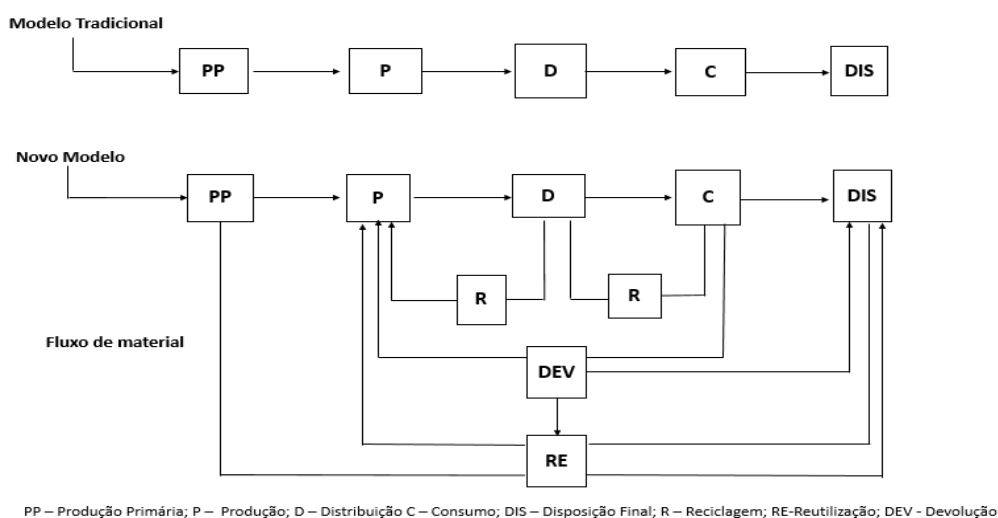 Modelo Tradicional
PP P D C DIS
Novo Modelo
PP P D C DIS
R R
Fluxo de material
DEV
RE
PP – Produção Primária; P – Produção; D – Distribuição C – Consumo; DIS – Disposição Final; R – Reciclagem; RE-Reutilização; DEV - Devolução